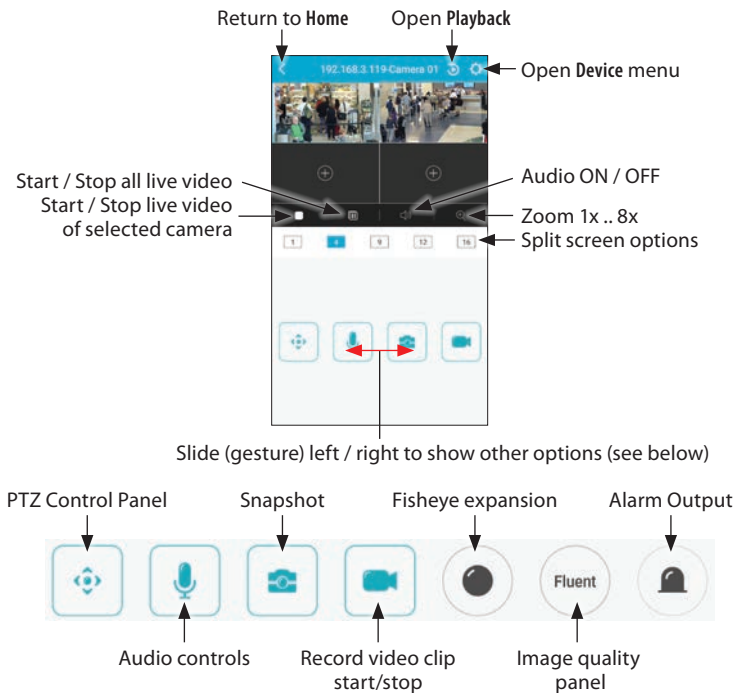 Return to Home
Open Playback
192.168.3.119-Camera 01
Open Device menu
Start / Stop all live video
Start / Stop live video
of selected camera
Audio ON / OFF
Zoom 1x .. 8x
Split screen options
1 4 9 12 16
Slide (gesture) left / right to show other options (see below)
PTZ Control Panel
Snapshot
Fisheye expansion
Alarm Output
Fluent
Audio controls
Record video clip
start/stop
Image quality
panel